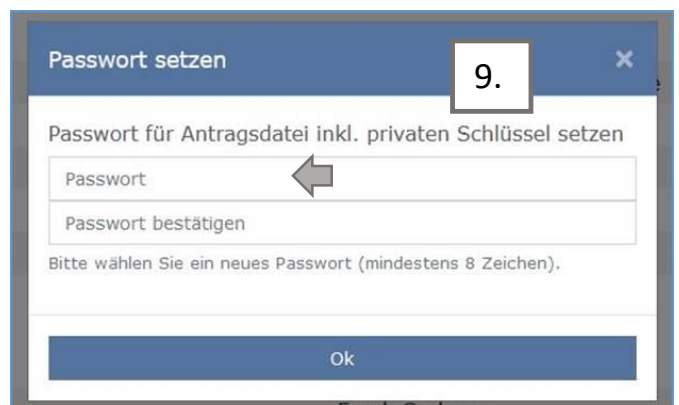 Passwort setzen
9.
×
Passwort für Antragsdatei inkl. privaten Schlüssel setzen
Passwort
Passwort bestätigen
Bitte wählen Sie ein neues Passwort (mindestens 8 Zeichen).
Ok